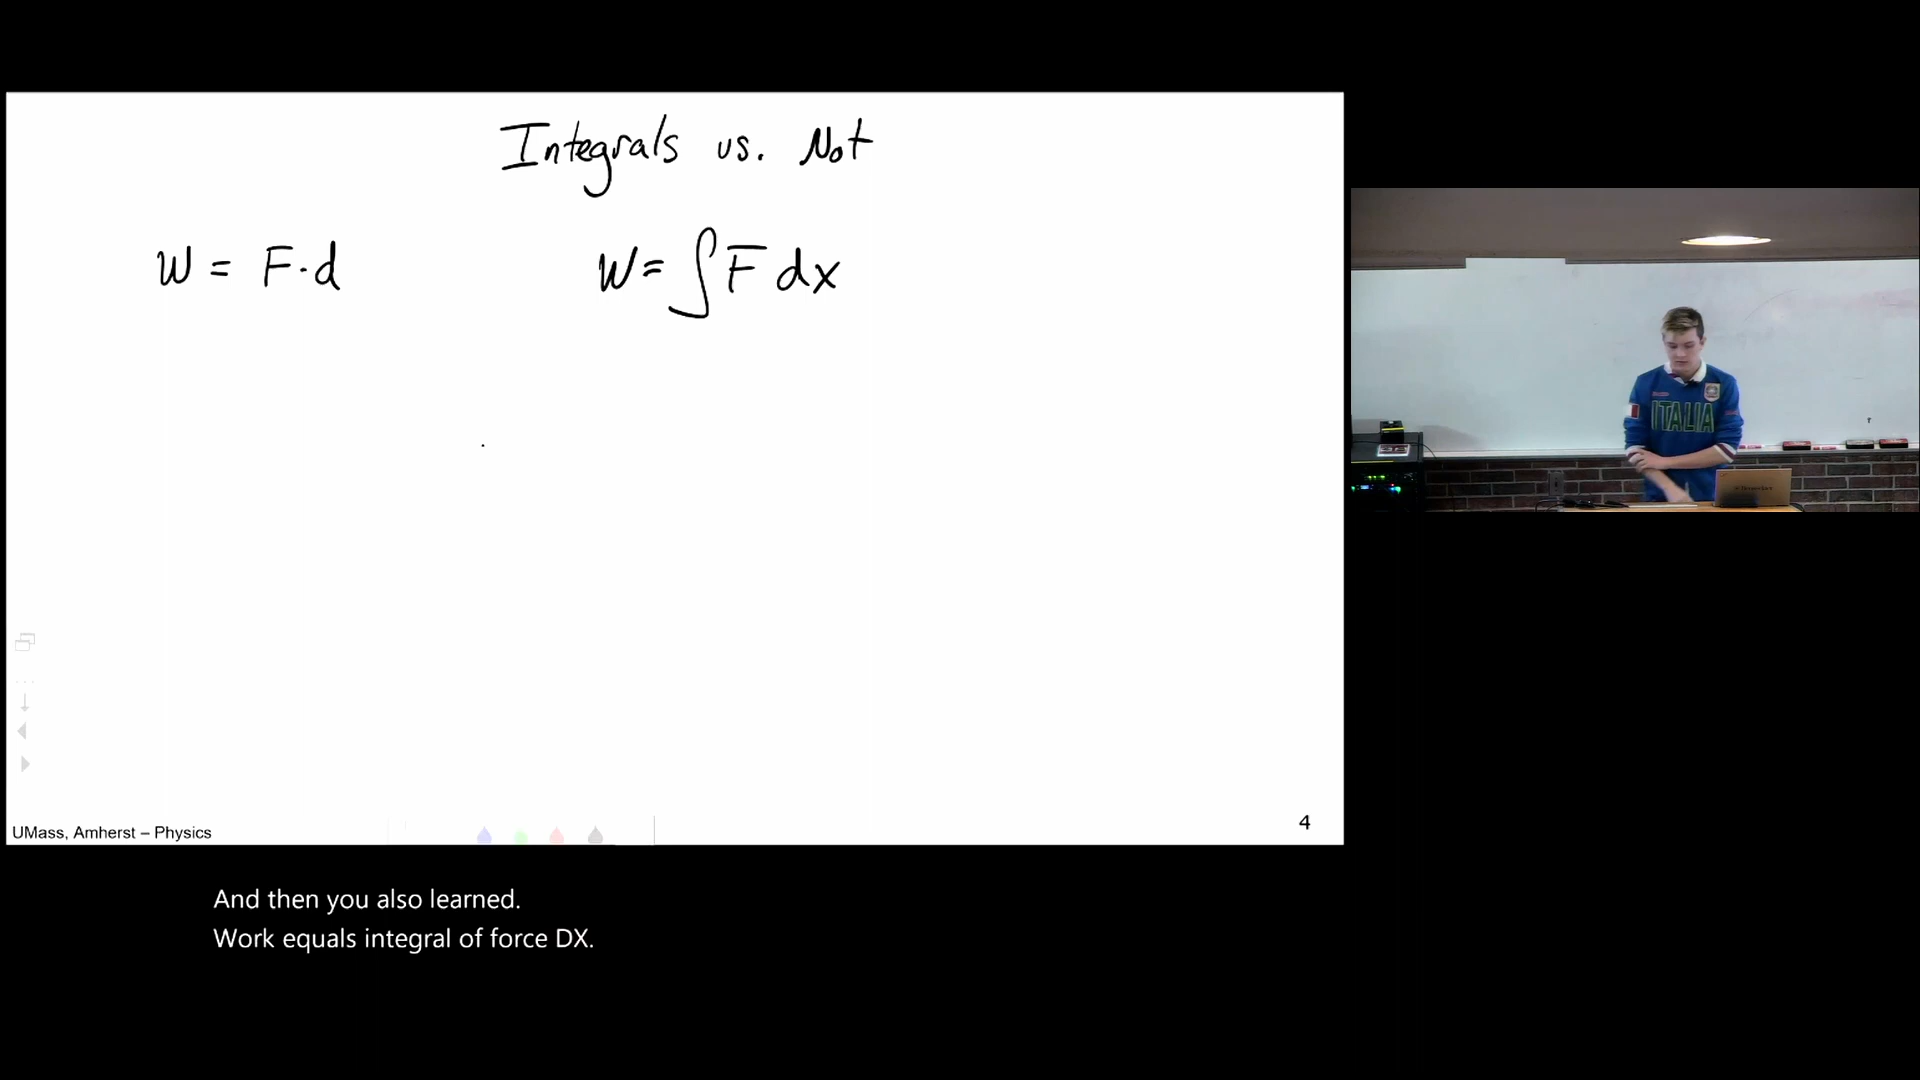 Integrals vs. Not
W = F·d
W = ∫ F dx
ITALIA
UMass, Amherst – Physics
4
And then you also learned.
Work equals integral of force DX.